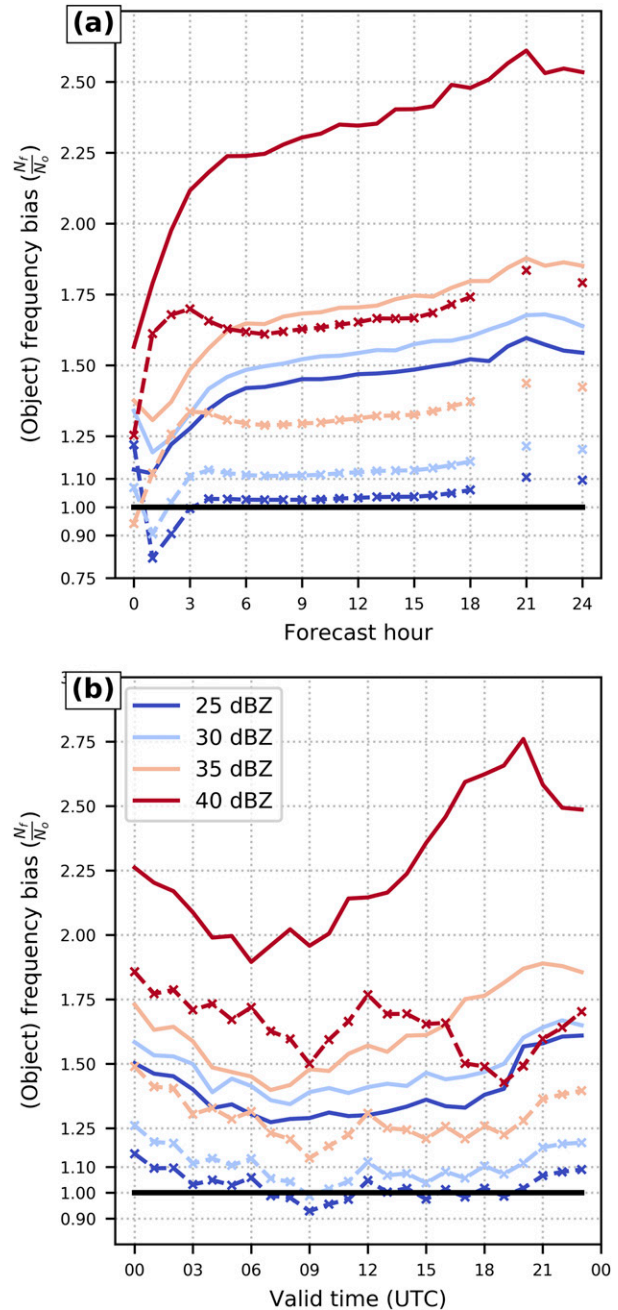 (a)
(Object) frequency bias (N_f/N_o)
2.50
2.25
2.00
1.75
1.50
1.25
1.10
1.00
0.90
0.75
0 3 6 9 12 15 18 21 24
Forecast hour
(b)
25 dBZ
30 dBZ
35 dBZ
40 dBZ
(Object) frequency bias (N_f/N_o)
2.75
2.50
2.25
2.00
1.75
1.50
1.25
1.10
1.00
0.90
00 03 06 09 12 15 18 21 00
Valid time (UTC)